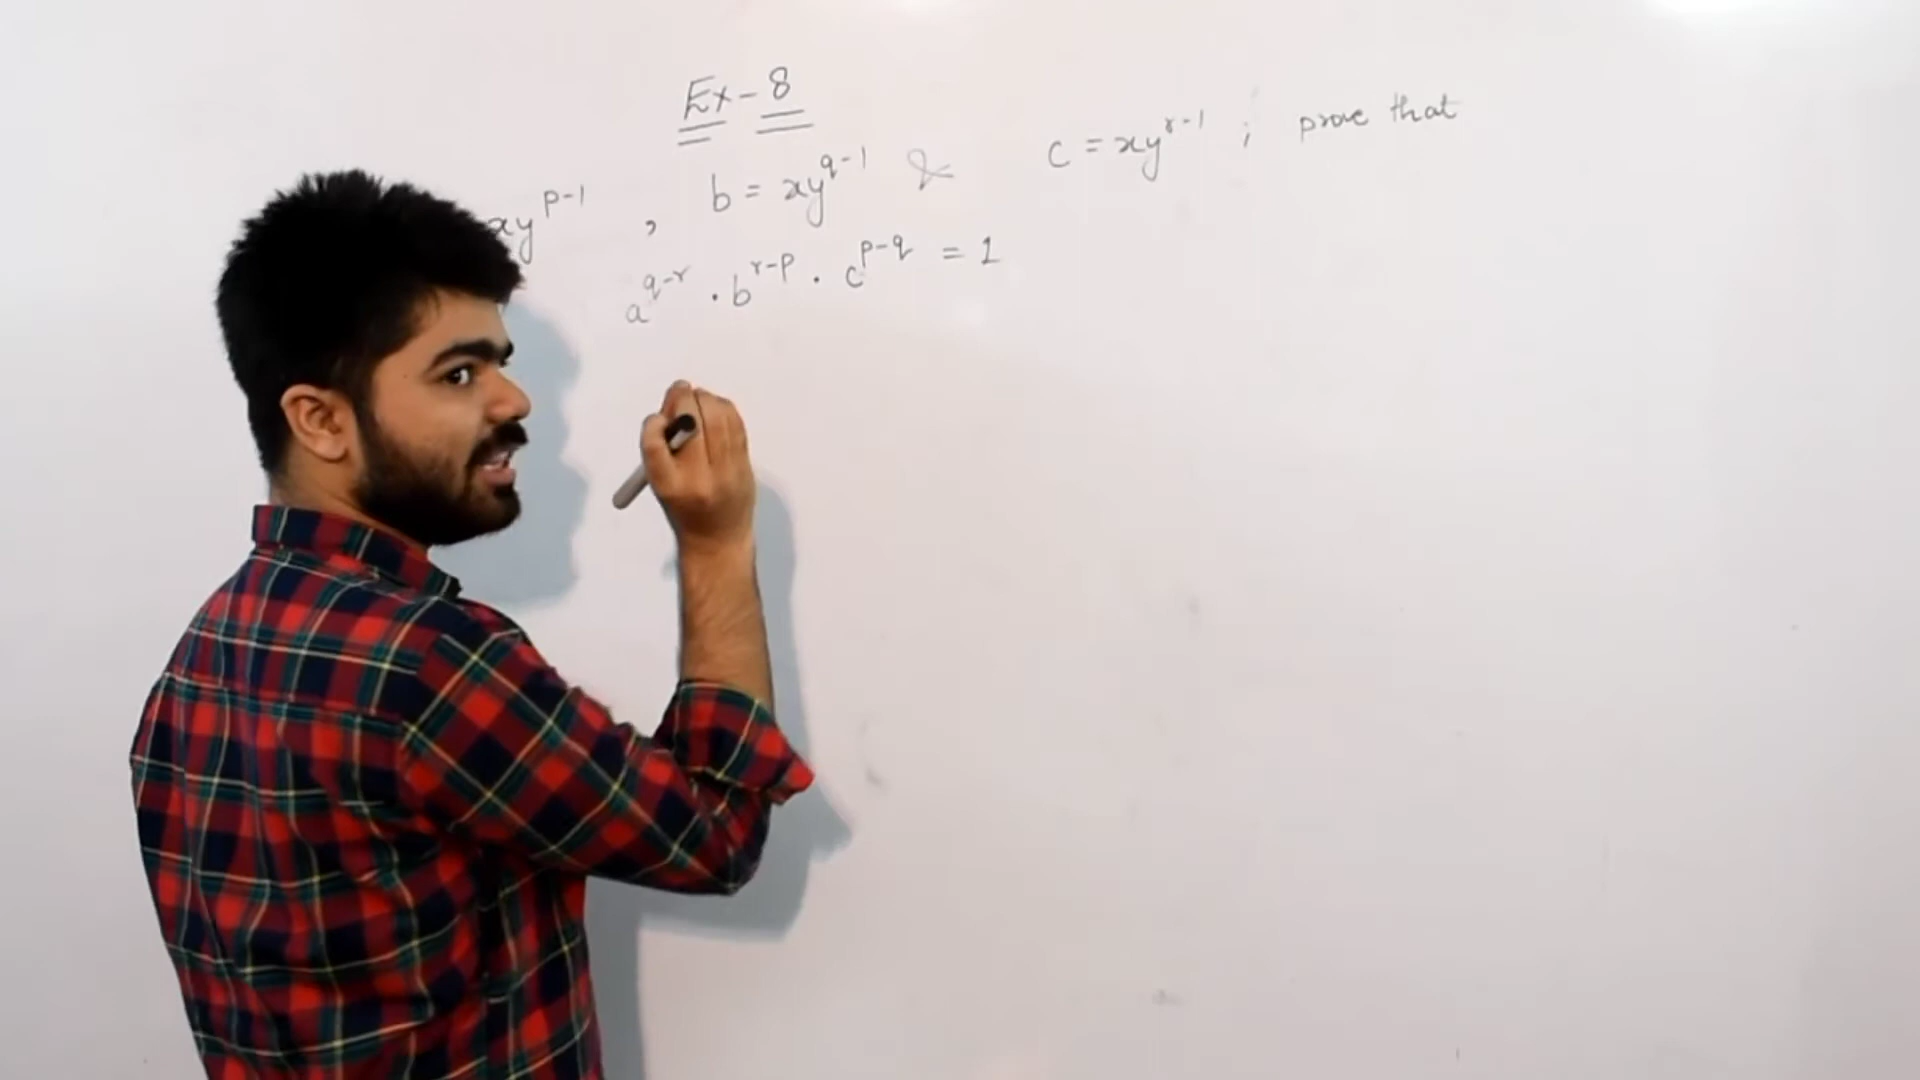 Ex-8
xy^{p-1} , b = xy^{q-1} & c = xy^{r-1} ; prove that
a^{q-r} . b^{r-p} . c^{p-q} = 1